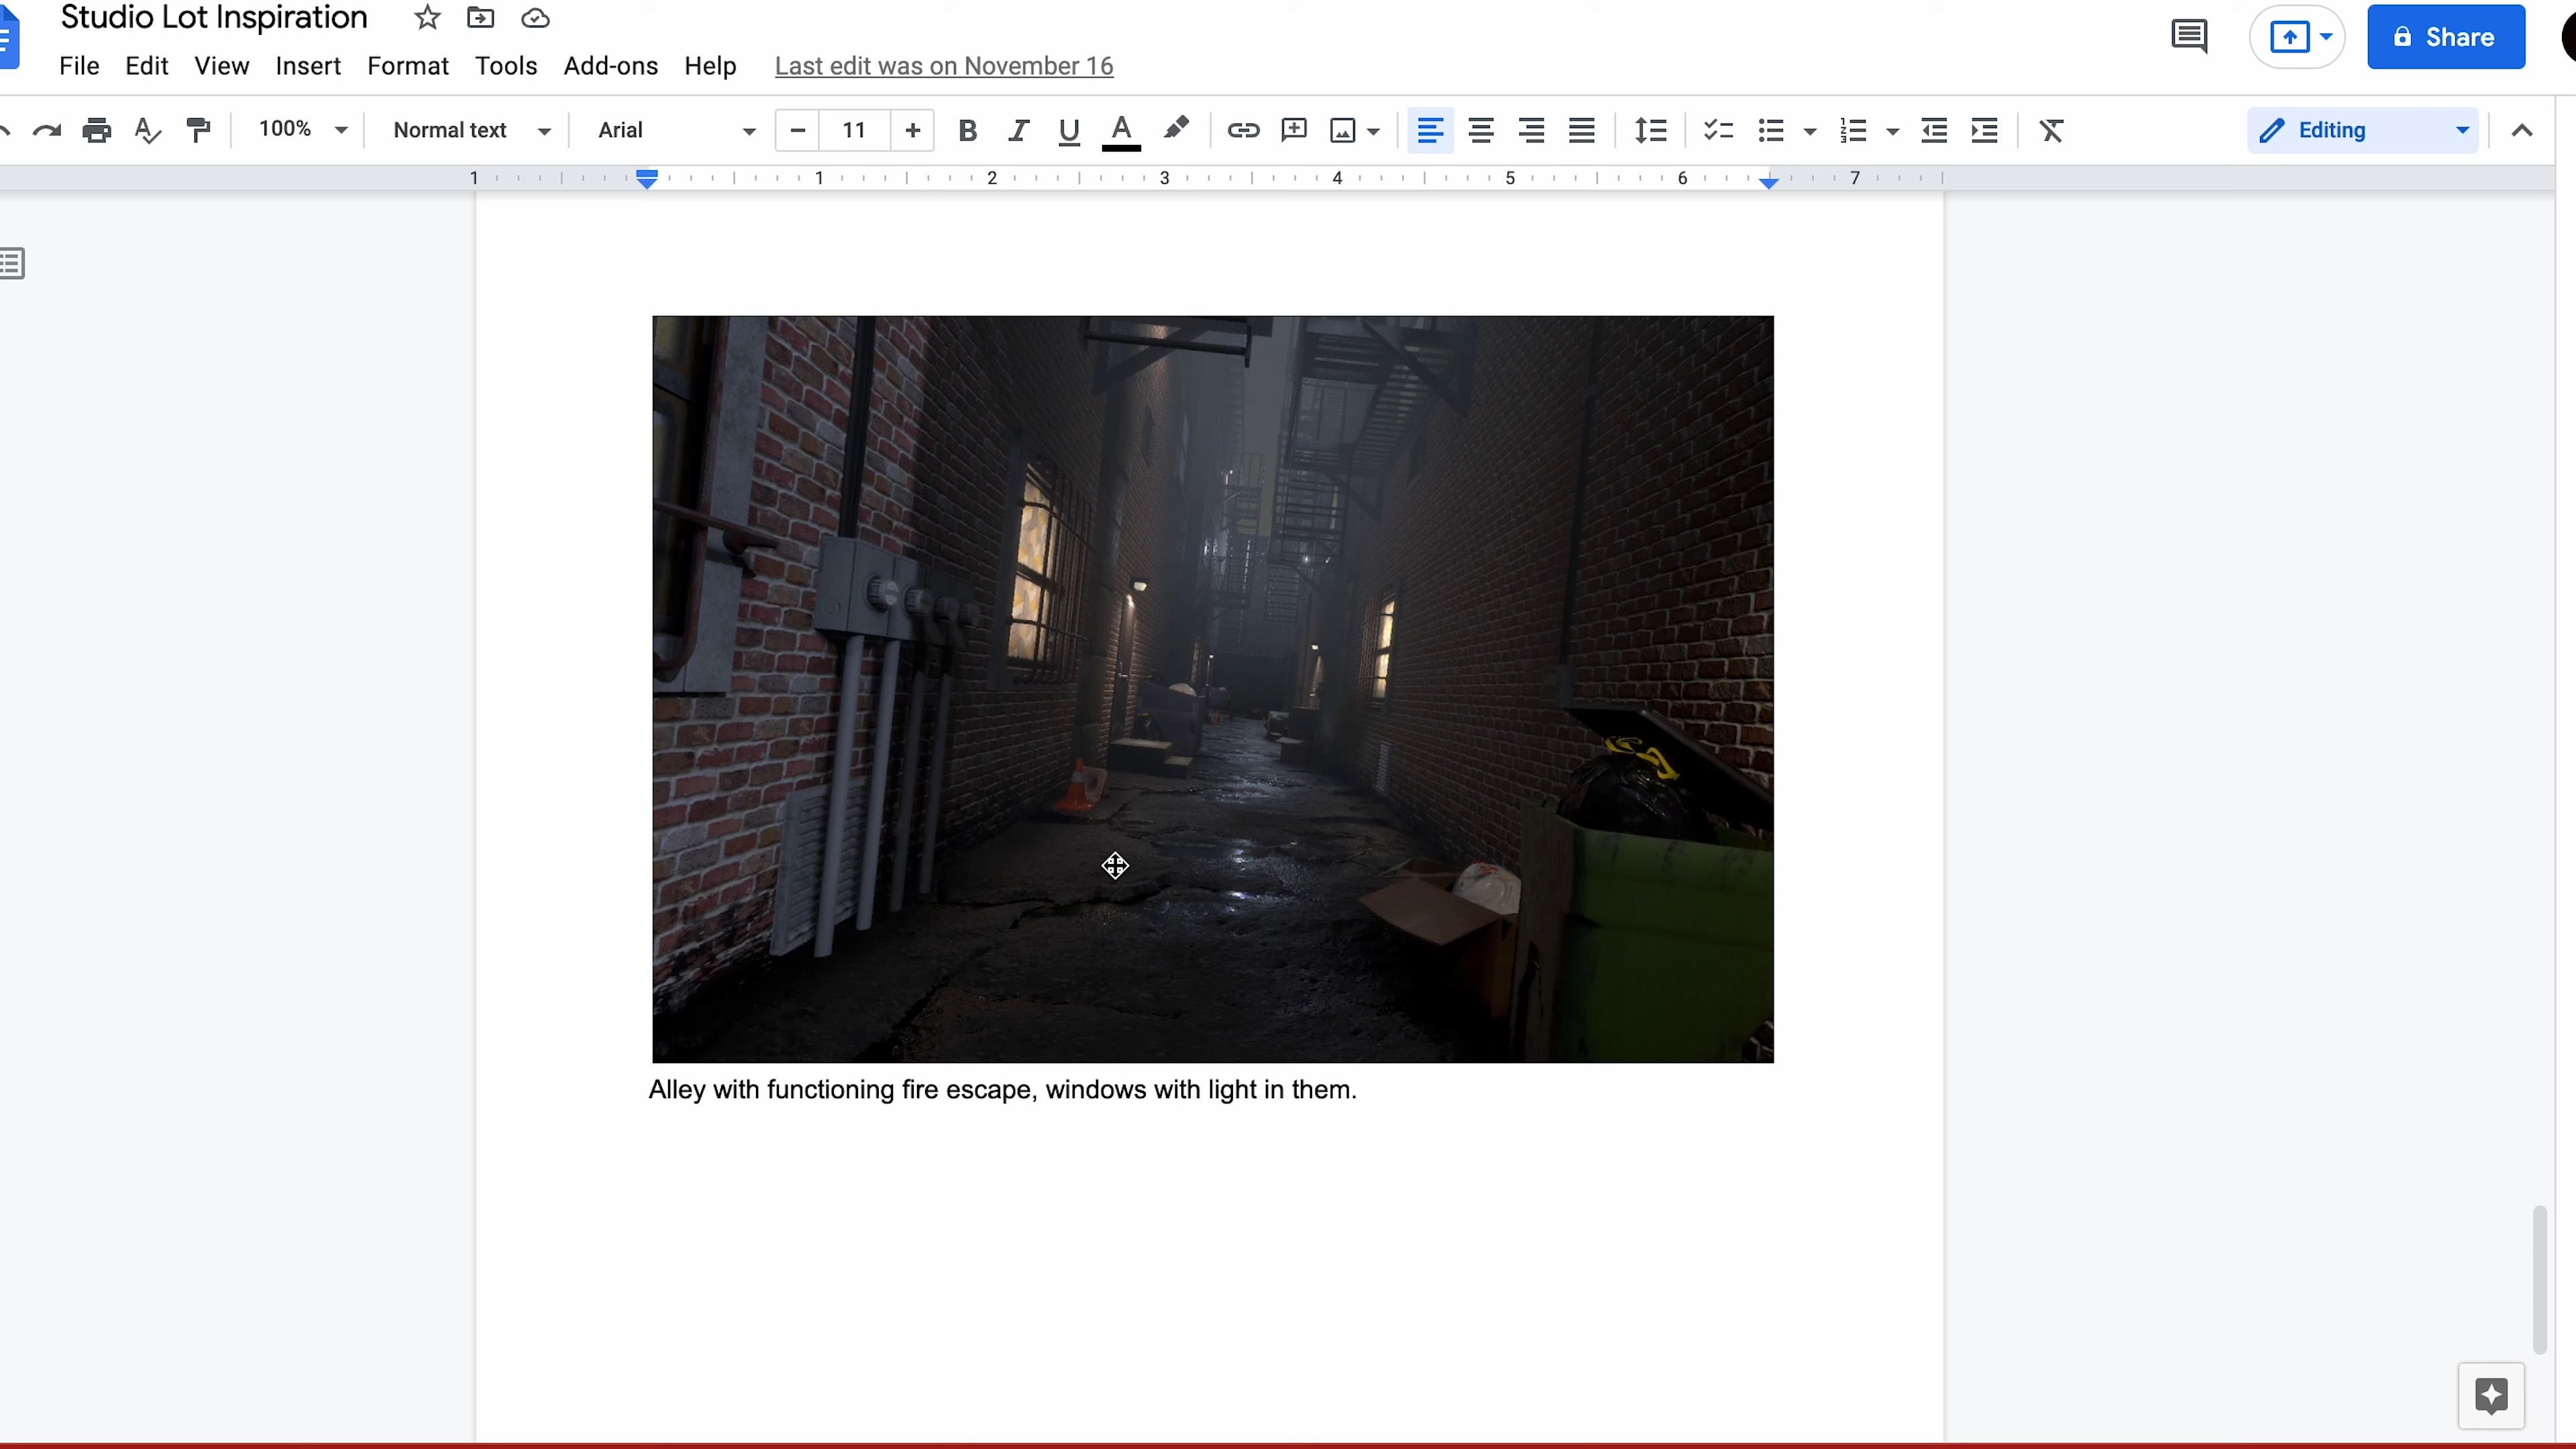 Studio Lot Inspiration
File Edit View Insert Format Tools Add-ons Help Last edit was on November 16
Share
100% Normal text Arial 11 B I U A Editing
1 1 2 3 4 5 6 7
Alley with functioning fire escape, windows with light in them.